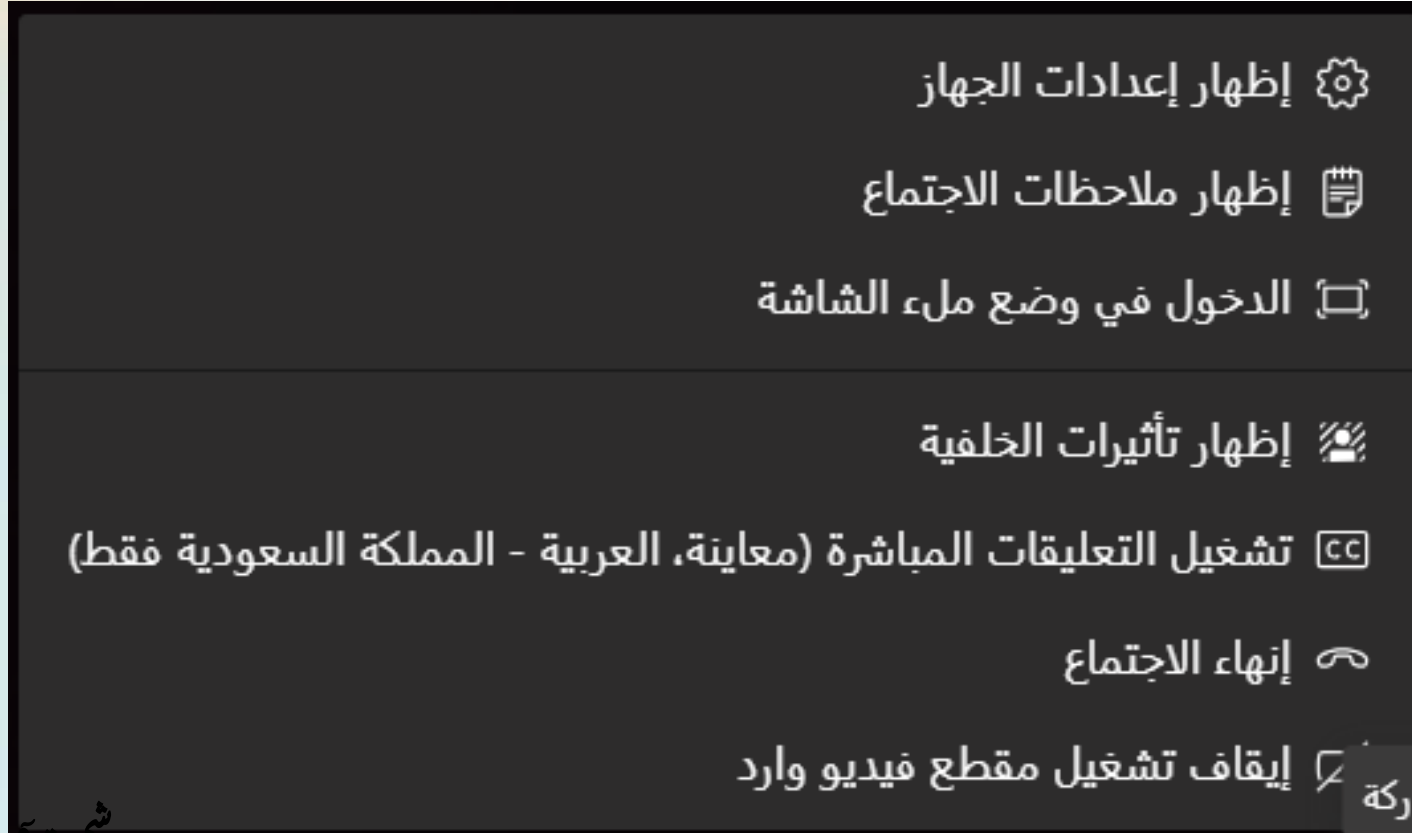 إظهار إعدادات الجهاز
إظهار ملاحظات الاجتماع
الدخول في وضع ملء الشاشة
إظهار تأثيرات الخلفية
CC تشغيل التعليقات المباشرة (معاينة، العربية - المملكة السعودية فقط)
إنهاء الاجتماع
إيقاف تشغيل مقطع فيديو وارد